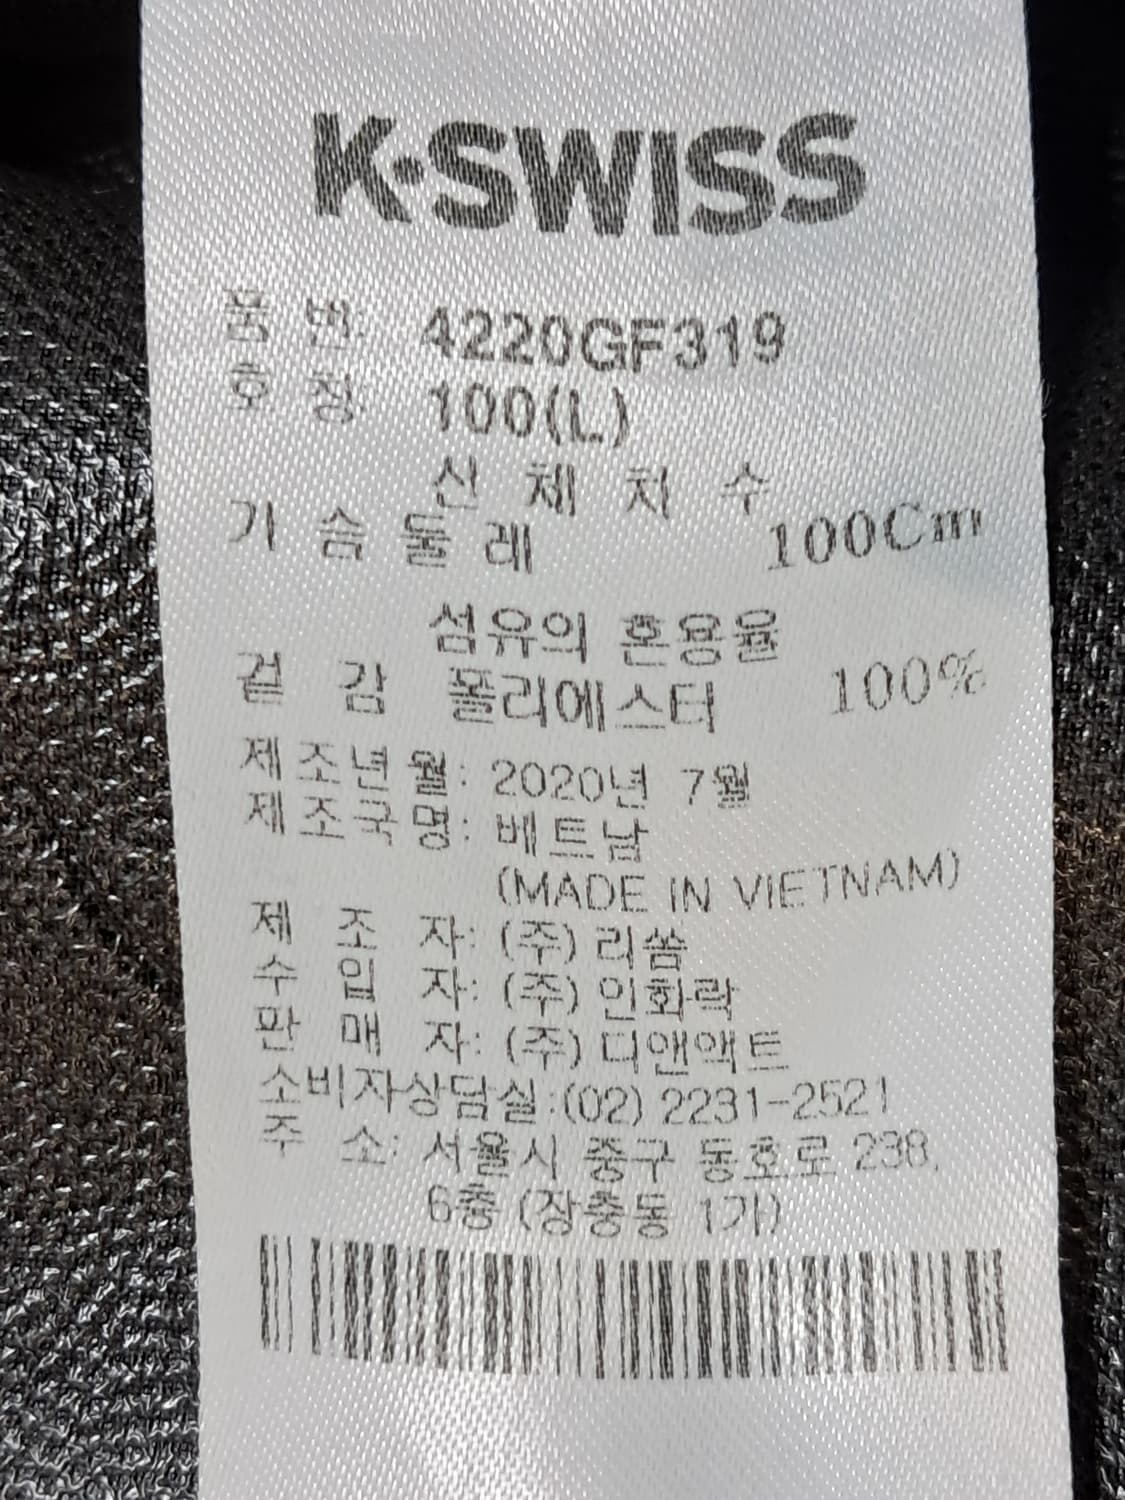 K·SWISS
품 번: 4220GF319
호 칭: 100(L)
신 체 치 수
가 슴 둘 레 100Cm
섬유의 혼용율
겉 감 폴리에스터 100%
제조년월: 2020년 7월
제조국명: 베트남
(MADE IN VIETNAM)
제 조 자: (주) 리쏨
수 입 자: (주) 인화락
판 매 자: (주) 디앤액트
소비자상담실:(02) 2231-2521
주 소: 서울시 중구 동호로 238,
6층 (장충동 1가)